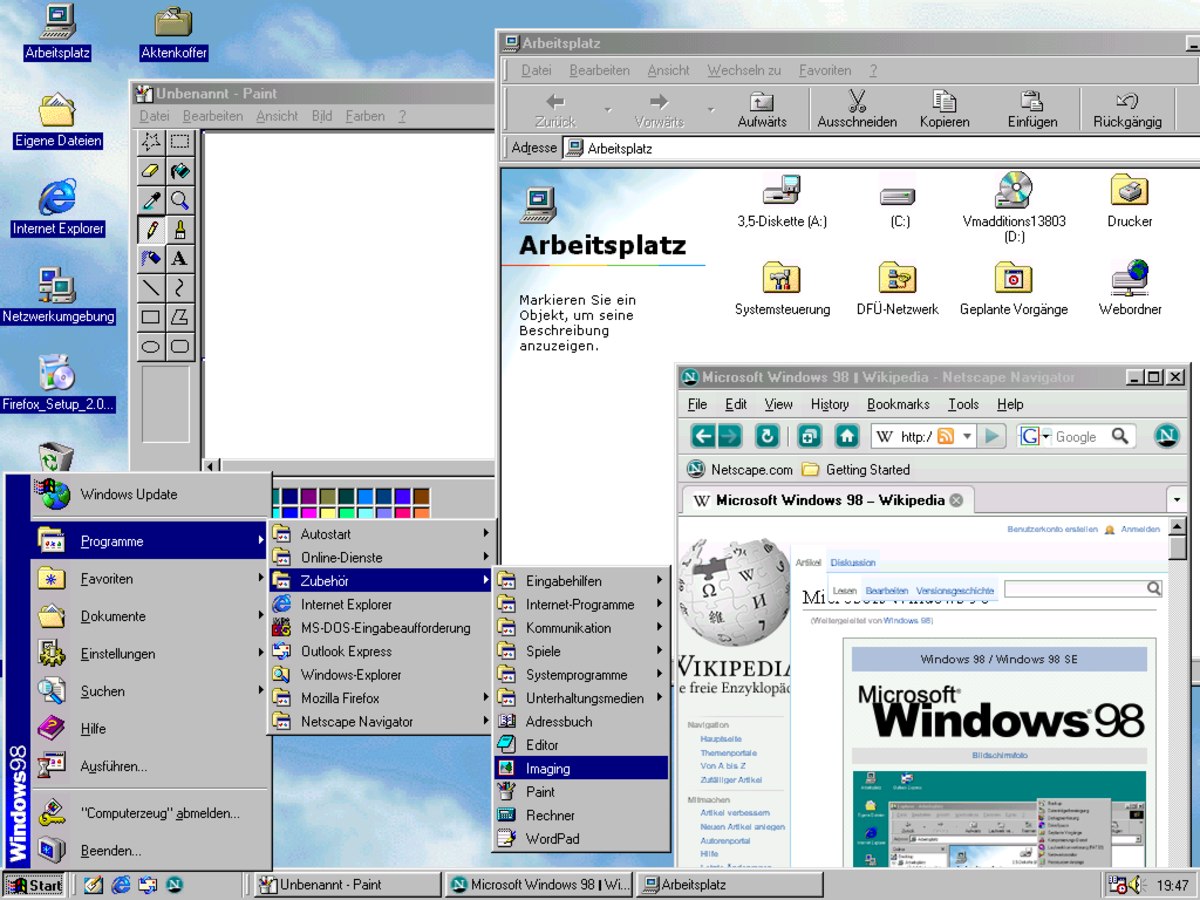 Arbeitsplatz
Aktenkoffer
Eigene Dateien
Internet Explorer
Netzwerkumgebung
Firefox_Setup_2.0...
Unbenannt - Paint
Datei Bearbeiten Ansicht Bild Farben ?
A
Arbeitsplatz
Datei Bearbeiten Ansicht Wechseln zu Favoriten ?
Zurück Vorwärts Aufwärts Ausschneiden Kopieren Einfügen Rückgängig
Adresse Arbeitsplatz
Arbeitsplatz
Markieren Sie ein
Objekt, um seine
Beschreibung
anzuzeigen.
3,5-Diskette (A:)
(C:)
Vmadditions13803
(D:)
Drucker
Systemsteuerung
DFÜ-Netzwerk
Geplante Vorgänge
Webordner
Microsoft Windows 98 || Wikipedia - Netscape Navigator
File Edit View History Bookmarks Tools Help
W http:/ G Google N
Netscape.com Getting Started
W Microsoft Windows 98 – Wikipedia
Benutzerkonto erstellen Anmelden
Artikel Diskussion
Lesen Bearbeiten Versionsgeschichte
(Weitergeleitet von Windows 98)
WIKIPEDIA
e freie Enzyklopäd
Navigation
Hauptseite
Themenportale
Von A bis Z
Zufälliger Artikel
Mitmachen
Artikel verbessern
Neuen Artikel anlegen
Autorenportal
Hilfe
Windows 98 / Windows 98 SE
Microsoft®
Windows 98
Bildschirmfoto
Windows Update
Programme
Favoriten
Dokumente
Einstellungen
Suchen
Hilfe
Ausführen...
"Computerzeug" abmelden...
Beenden...
Windows98
Autostart
Online-Dienste
Zubehör
Internet Explorer
MS-DOS-Eingabeaufforderung
Outlook Express
Windows-Explorer
Mozilla Firefox
Netscape Navigator
Eingabehilfen
Internet-Programme
Kommunikation
Spiele
Systemprogramme
Unterhaltungsmedien
Adressbuch
Editor
Imaging
Paint
Rechner
WordPad
Start
Unbenannt - Paint
Microsoft Windows 98 || Wi...
Arbeitsplatz
19:47